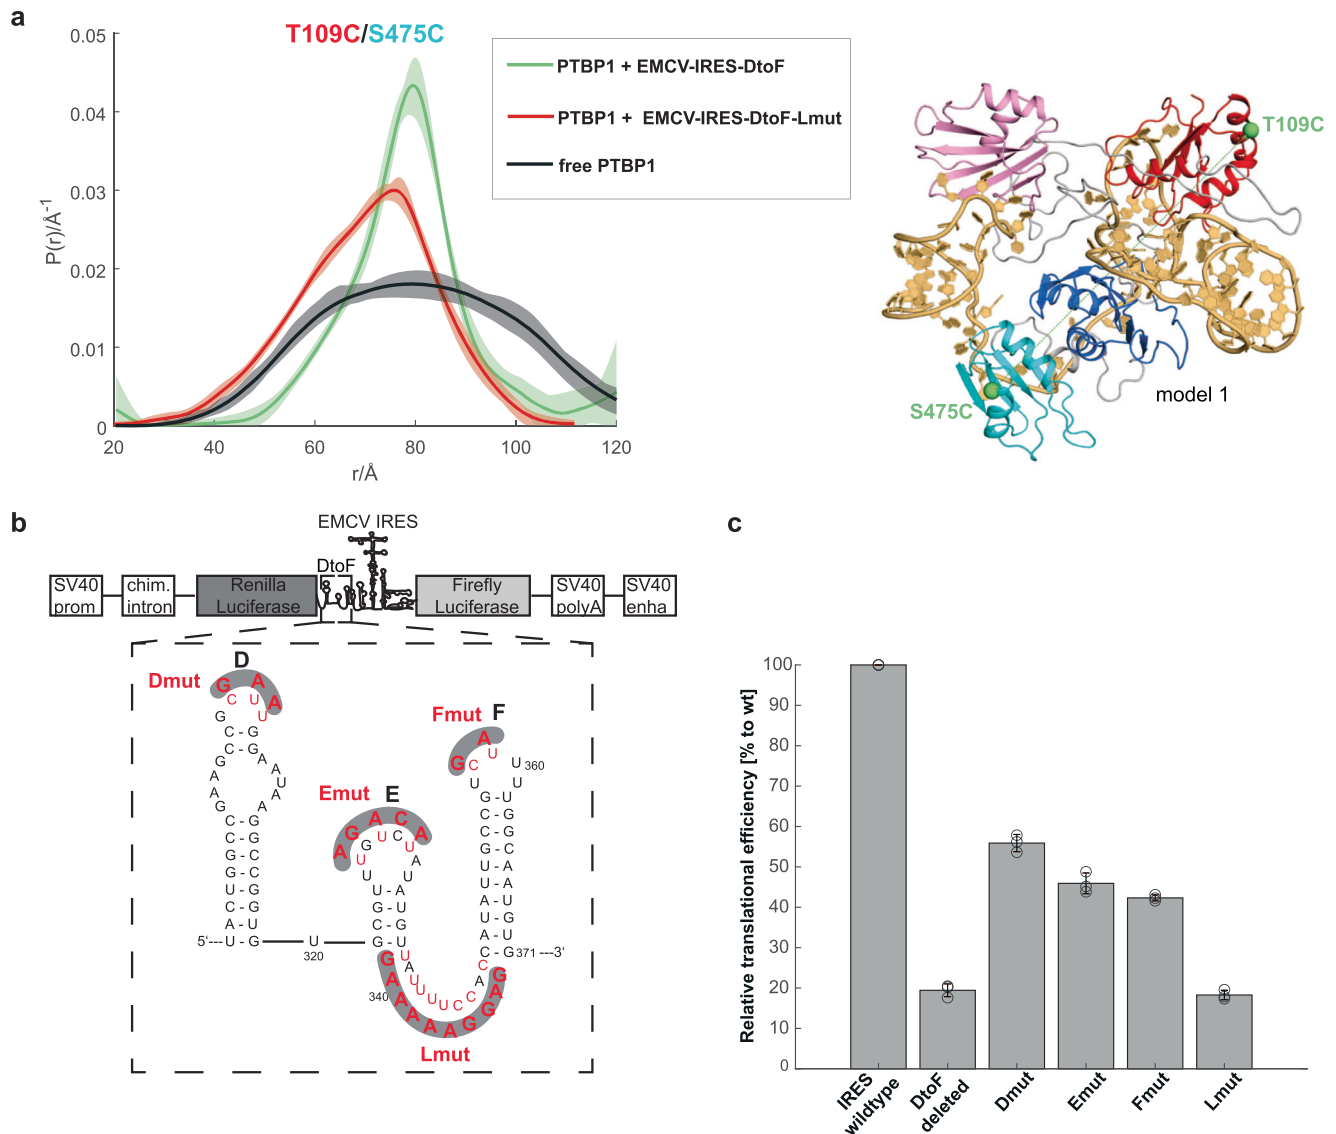 a
T109C/S475C
0.05
0.04
0.03
0.02
0.01
0
P(r)/Å⁻¹
20
40
60
80
100
120
r/Å
PTBP1 + EMCV-IRES-DtoF
PTBP1 + EMCV-IRES-DtoF-Lmut
free PTBP1
T109C
S475C
model 1
b
EMCV IRES
DtoF
SV40
prom
chim.
intron
Renilla
Luciferase
Firefly
Luciferase
SV40
polyA
SV40
enha
Dmut
D
G A A
C U U
G
C - G
C - G
G A
A A
A U
G A
A A
C - G
C - G
G - C
G - C
U - G
C - G
A - U
5'---U - G
U
320
Emut
E
A G A C A
U G U C U
U A
U U
U - A
G - U
C - G
G - U
Fmut
F
G A
C U
U U 360
G - U
C - G
C - G
G - C
U - A
U - A
A - U
U - G
A - U
C - G 371 ---3'
U A U U U U C C A C
340
G A A A A A G G A G
Lmut
c
Relative translational efficiency [% to wt]
100
90
80
70
60
50
40
30
20
10
0
IRES
wildtype
DtoF
deleted
Dmut
Emut
Fmut
Lmut